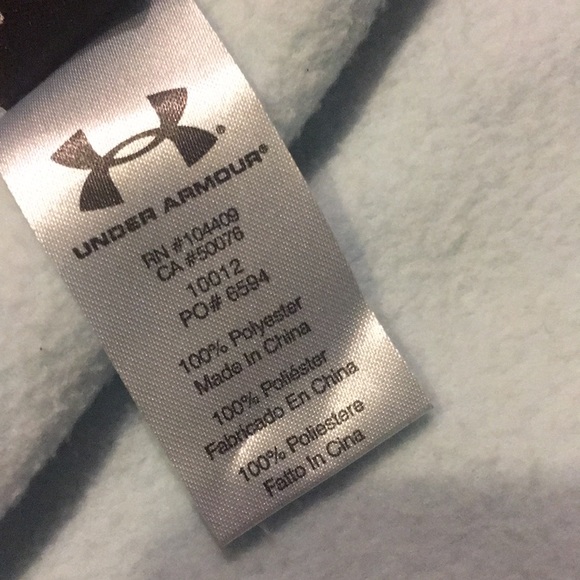 UNDER ARMOUR®
RN #104409
CA #50076
10012
PO# 6594
100% Polyester
Made In China
100% Poliéster
Fabricado En China
100% Poliestere
Fatto In Cina